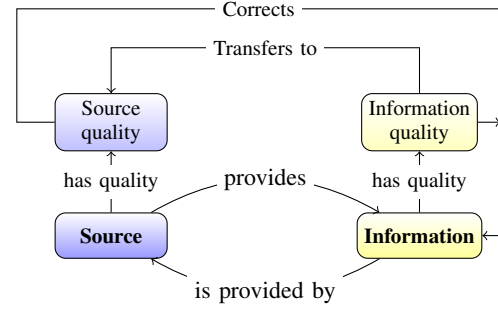 Corrects
Transfers to
Source
quality
Information
quality
has quality
provides
has quality
Source
Information
is provided by